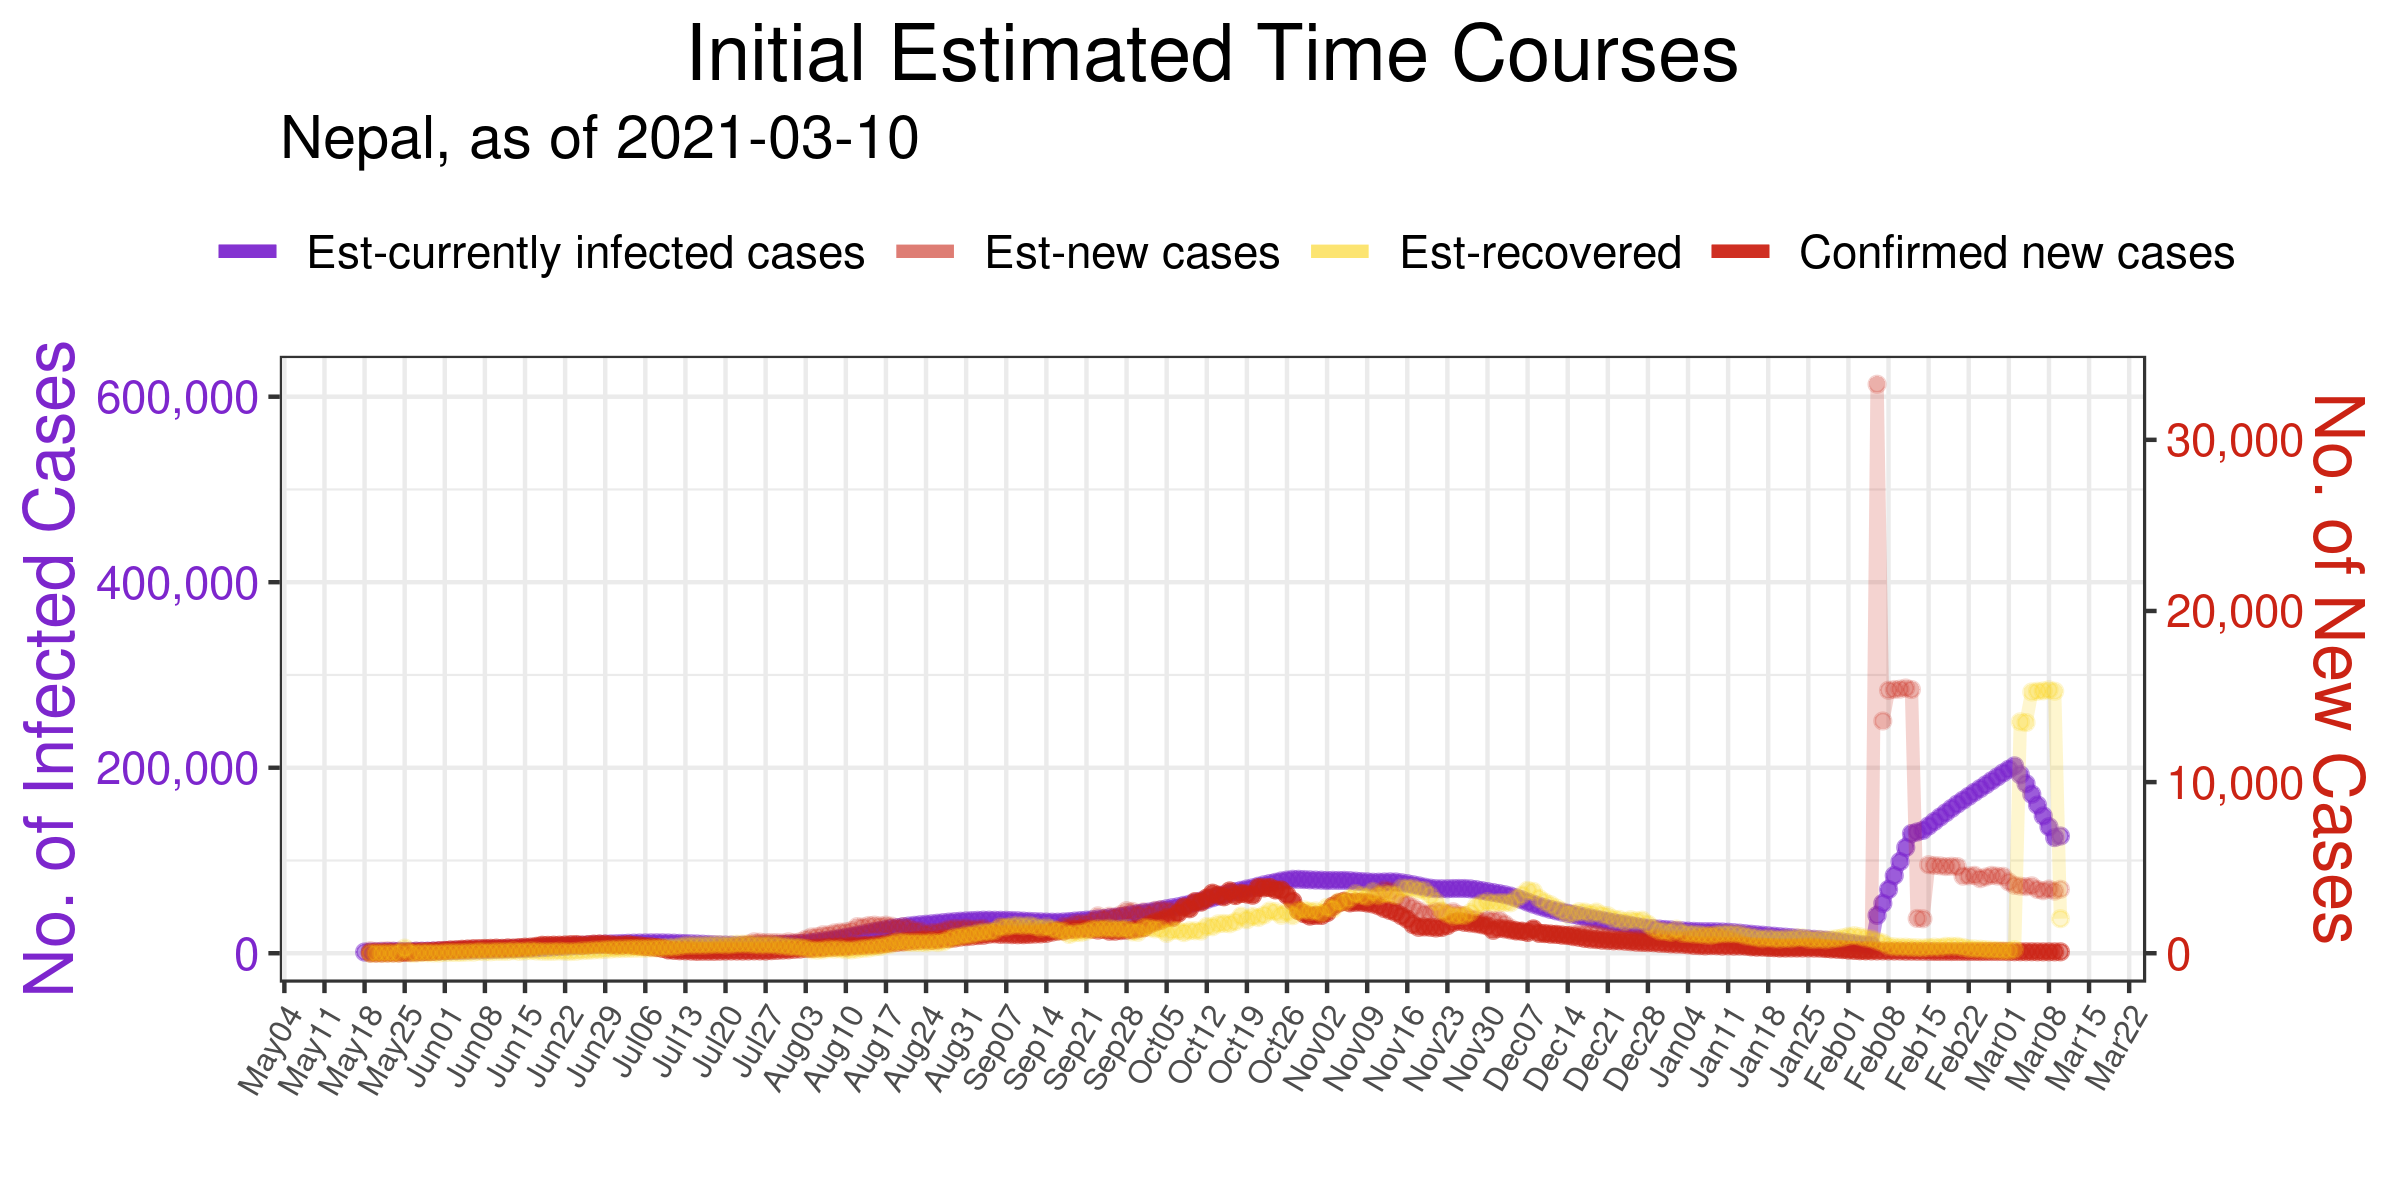 Initial Estimated Time Courses
Nepal, as of 2021-03-10
Est-currently infected cases Est-new cases Est-recovered Confirmed new cases
No. of Infected Cases
600,000
400,000
200,000
0
30,000
20,000
10,000
0
No. of New Cases
May04 May11 May18 May25 Jun01 Jun08 Jun15 Jun22 Jun29 Jul06 Jul13 Jul20 Jul27 Aug03 Aug10 Aug17 Aug24 Aug31 Sep07 Sep14 Sep21 Sep28 Oct05 Oct12 Oct19 Oct26 Nov02 Nov09 Nov16 Nov23 Nov30 Dec07 Dec14 Dec21 Dec28 Jan04 Jan11 Jan18 Jan25 Feb01 Feb08 Feb15 Feb22 Mar01 Mar08 Mar15 Mar22